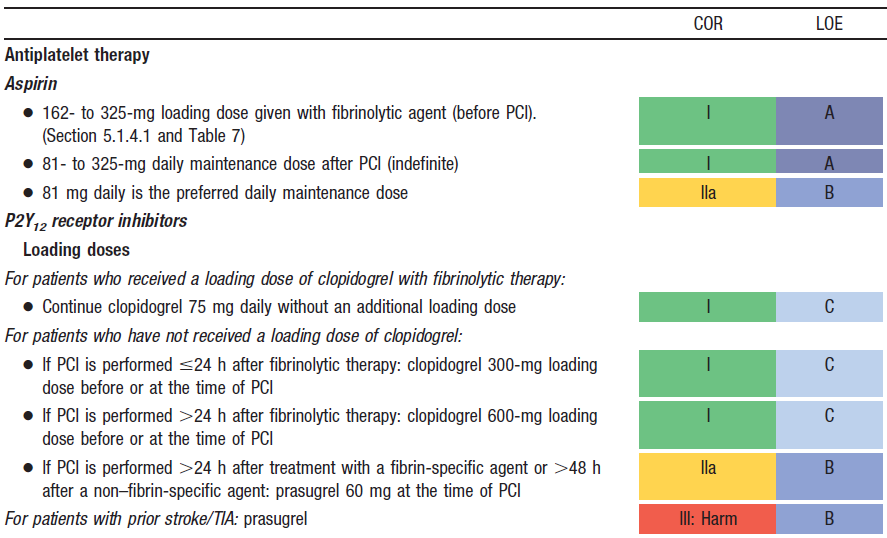 COR LOE
Antiplatelet therapy
Aspirin
● 162- to 325-mg loading dose given with fibrinolytic agent (before PCI). I A
(Section 5.1.4.1 and Table 7)
● 81- to 325-mg daily maintenance dose after PCI (indefinite) I A
● 81 mg daily is the preferred daily maintenance dose IIa B
P2Y12 receptor inhibitors
Loading doses
For patients who received a loading dose of clopidogrel with fibrinolytic therapy:
● Continue clopidogrel 75 mg daily without an additional loading dose I C
For patients who have not received a loading dose of clopidogrel:
● If PCI is performed ≤24 h after fibrinolytic therapy: clopidogrel 300-mg loading I C
dose before or at the time of PCI
● If PCI is performed >24 h after fibrinolytic therapy: clopidogrel 600-mg loading I C
dose before or at the time of PCI
● If PCI is performed >24 h after treatment with a fibrin-specific agent or >48 h IIa B
after a non–fibrin-specific agent: prasugrel 60 mg at the time of PCI
For patients with prior stroke/TIA: prasugrel III: Harm B